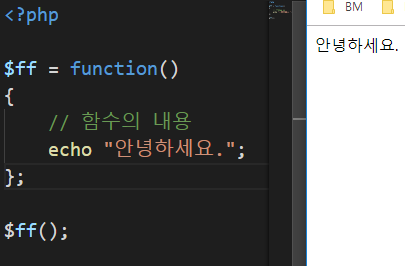 <?php
$ff = function()
{
    // 함수의 내용
    echo "안녕하세요.";
};
$ff();
BM
안녕하세요.